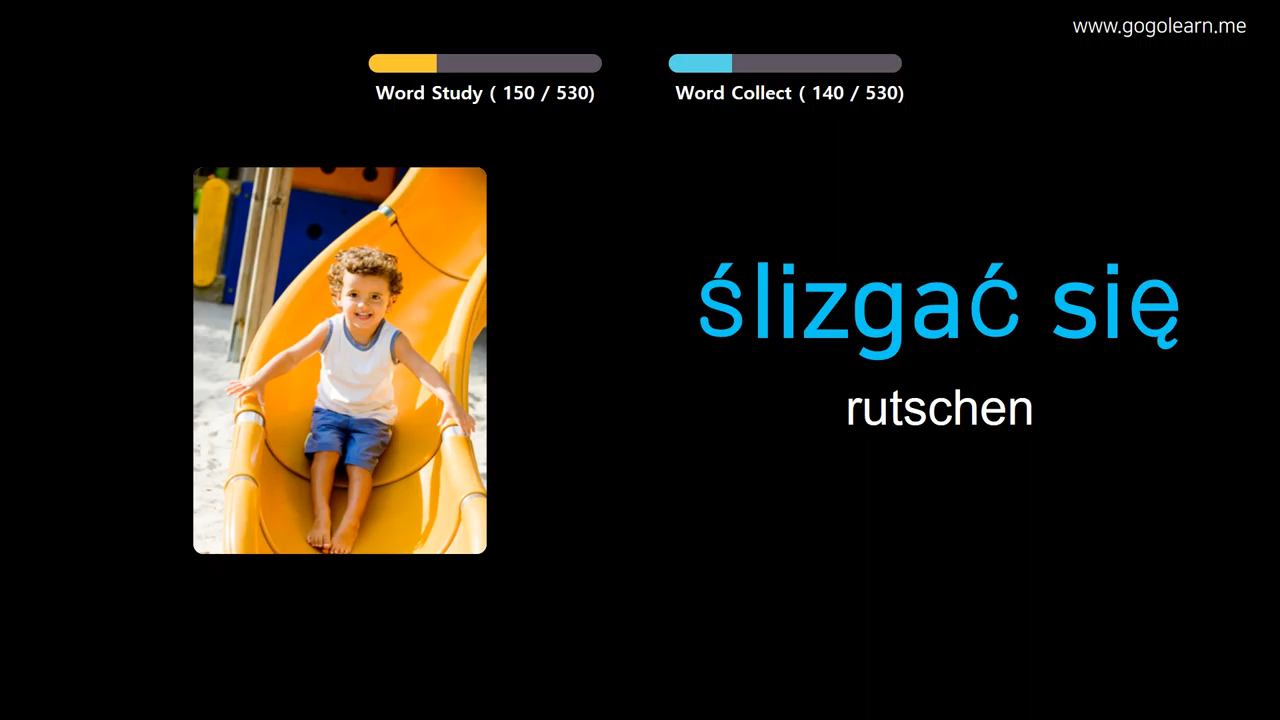 www.gogolearn.me
Word Study ( 150 / 530)
Word Collect ( 140 / 530)
ślizgać się
rutschen